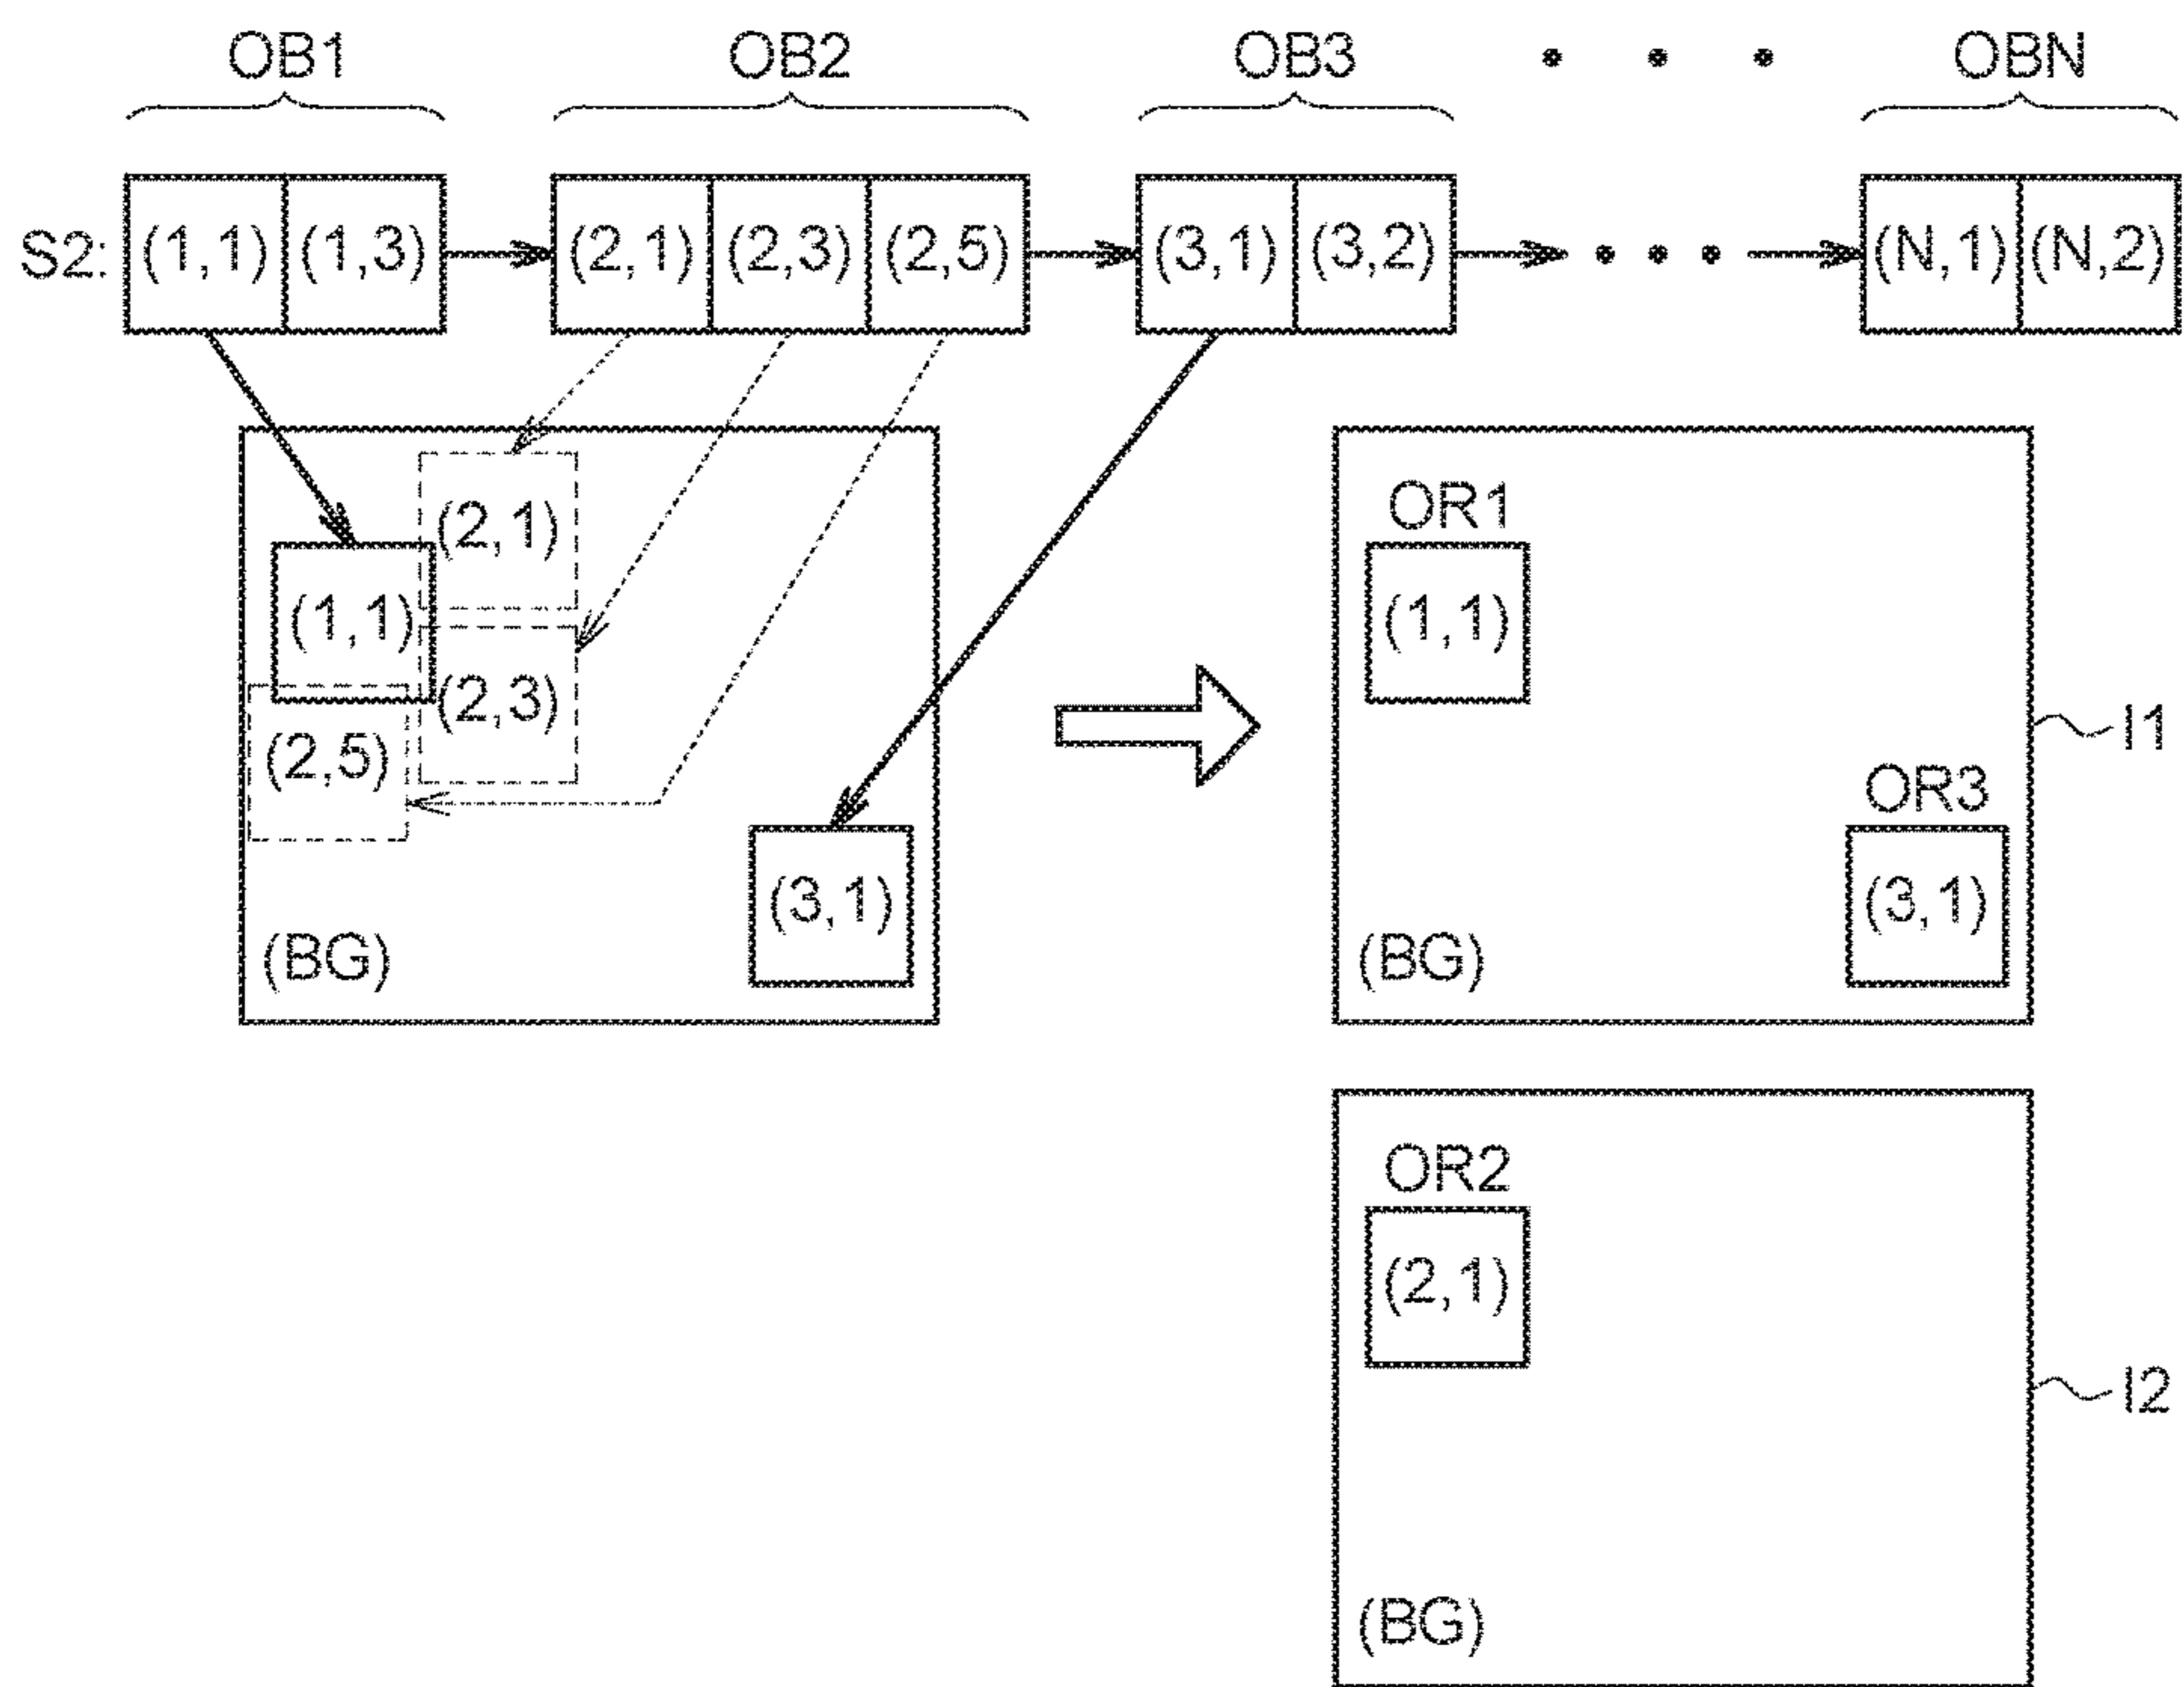 OB1 OB2 OB3 • • • OBN
S2: (1,1) (1,3) (2,1) (2,3) (2,5) (3,1) (3,2) • • • (N,1) (N,2)
(2,1)
(1,1)
(2,3)
(2,5)
(3,1)
(BG)
OR1
(1,1)
I1
OR3
(3,1)
(BG)
OR2
(2,1)
I2
(BG)